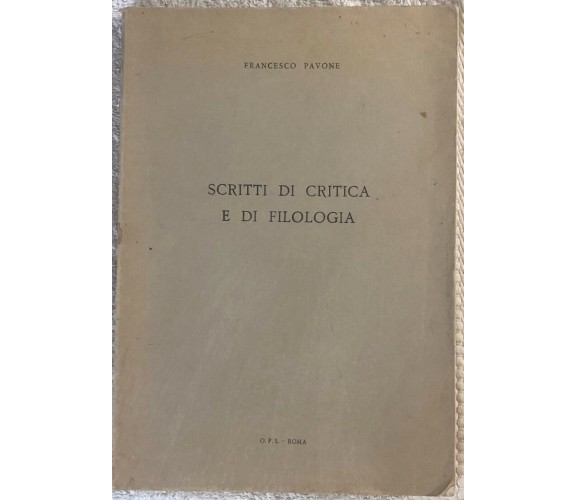 FRANCESCO PAVONE
SCRITTI DI CRITICA
E DI FILOLOGIA
O. P. I. - ROMA